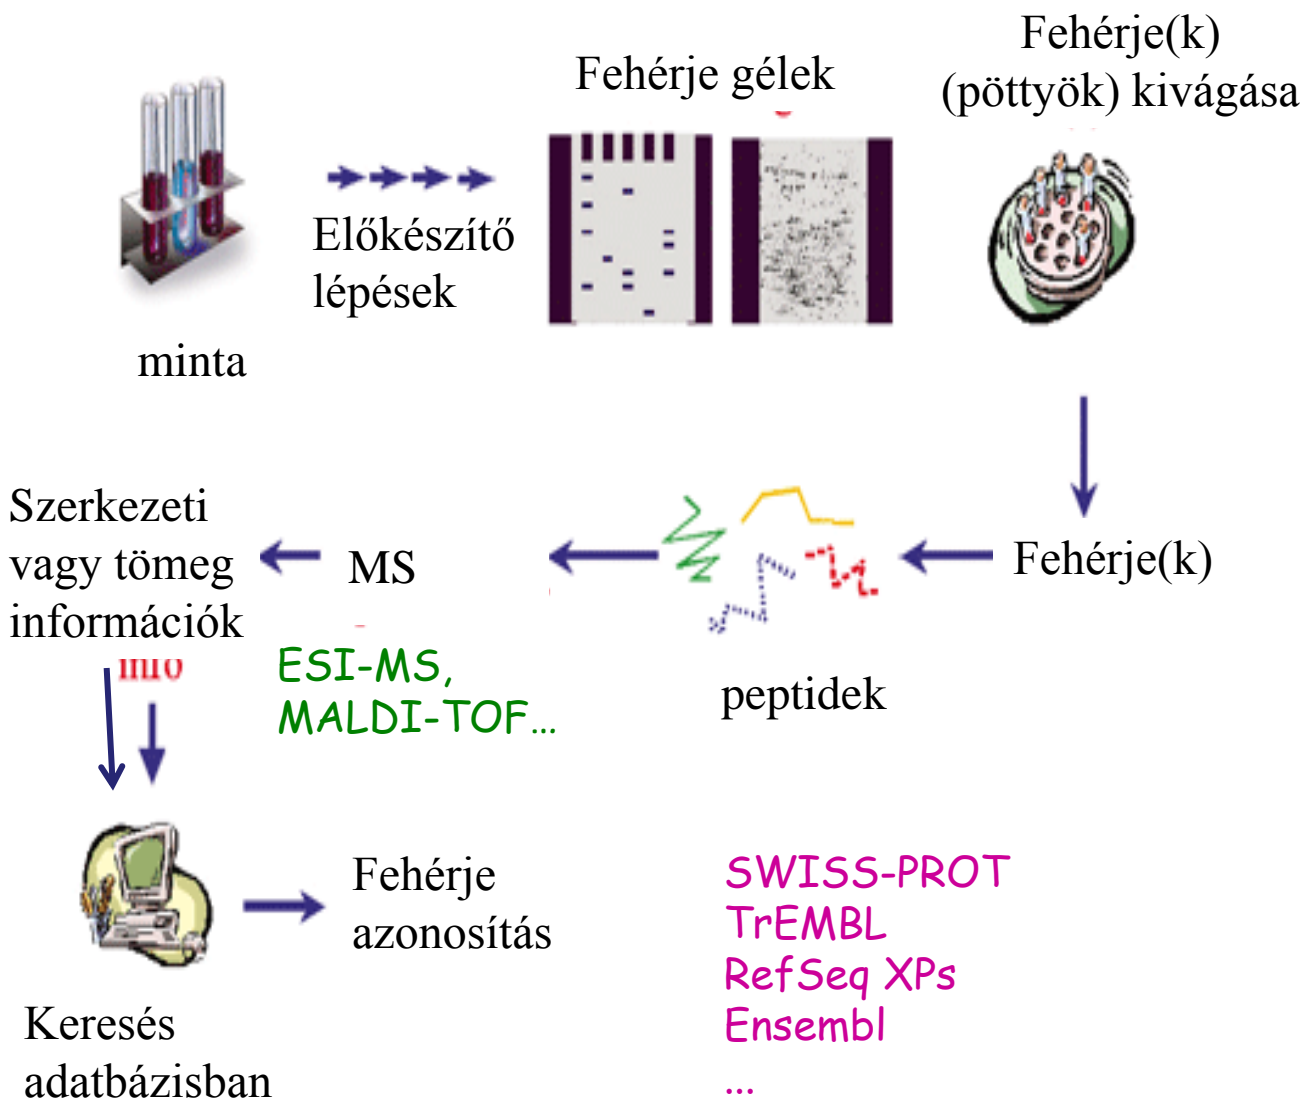 Fehérje(k)
(pöttyök) kivágása
Fehérje gélek
Előkészítő
lépések
minta
Fehérje(k)
peptidek
MS
ESI-MS,
MALDI-TOF...
Szerkezeti
vagy tömeg
információk
Keresés
adatbázisban
Fehérje
azonosítás
SWISS-PROT
TrEMBL
RefSeq XPs
Ensembl
...